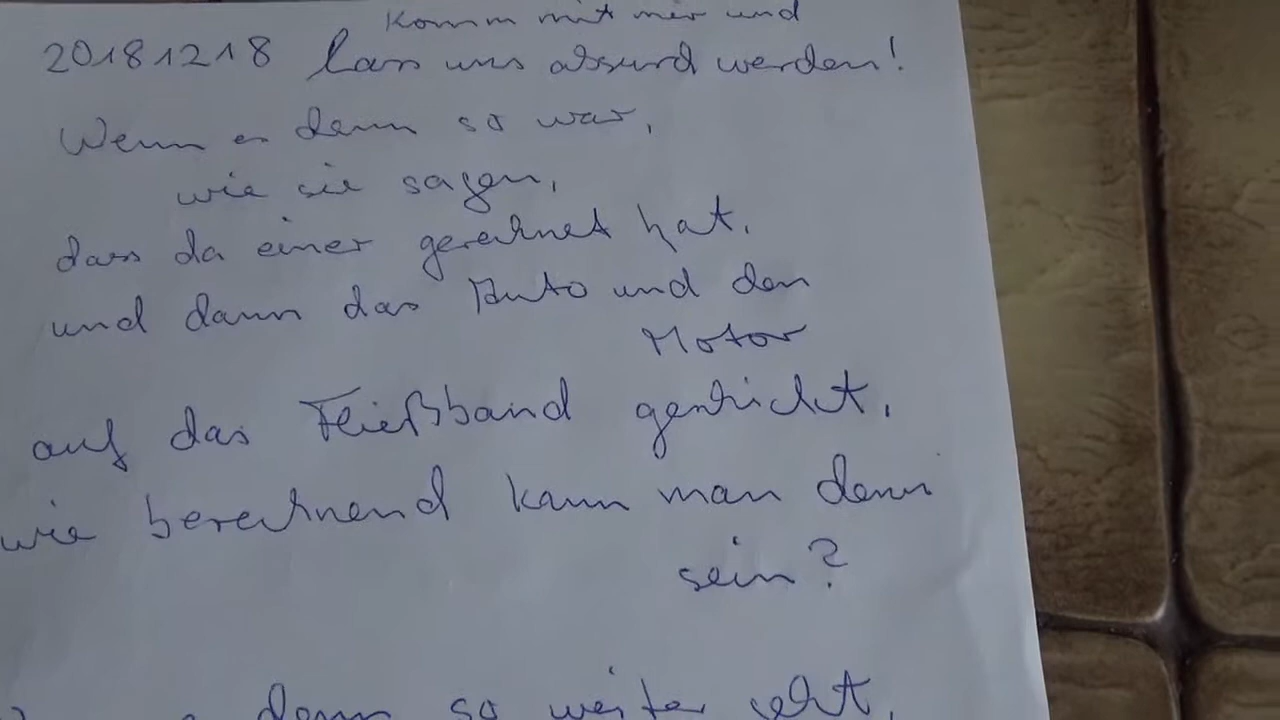 Komm mit mir und
20181218 lass uns absurd werden!
Wenn es denn so war,
wie sie sagen,
dass da einer gerechnet hat,
und dann das Auto und den
Motor
auf das Fließband geschickt,
wie berechnend kann man denn
sein?
denn so weiter geht,